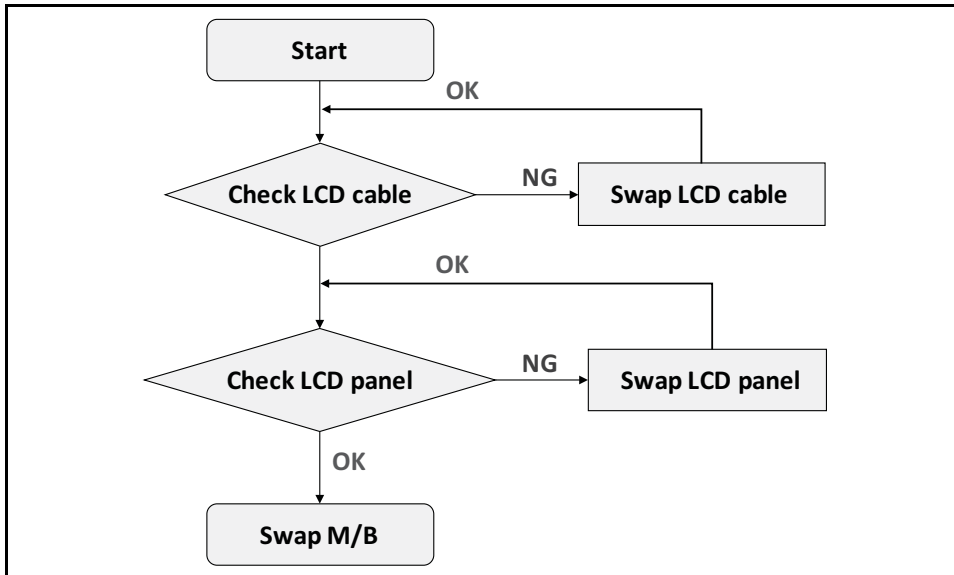 Start
OK
Check LCD cable
NG
Swap LCD cable
OK
Check LCD panel
NG
Swap LCD panel
OK
Swap M/B